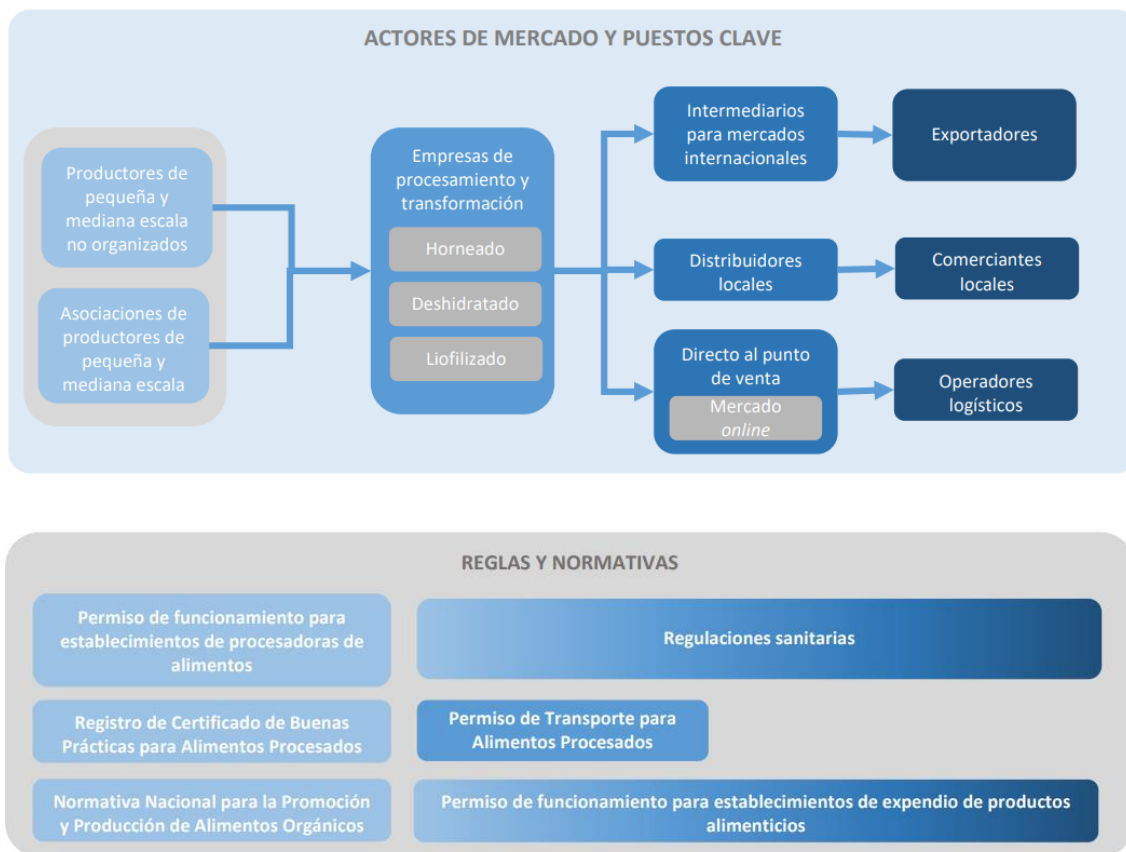 ACTORES DE MERCADO Y PUESTOS CLAVE
Productores de
pequeña y
mediana escala
no organizados
Asociaciones de
productores de
pequeña y
mediana escala
Empresas de
procesamiento y
transformación
Horneado
Deshidratado
Liofilizado
Intermediarios
para mercados
internacionales
Exportadores
Distribuidores
locales
Comerciantes
locales
Directo al punto
de venta
Mercado
online
Operadores
logísticos
REGLAS Y NORMATIVAS
Permiso de funcionamiento para
establecimientos de procesadoras de
alimentos
Regulaciones sanitarias
Registro de Certificado de Buenas
Prácticas para Alimentos Procesados
Permiso de Transporte para
Alimentos Procesados
Normativa Nacional para la Promoción
y Producción de Alimentos Orgánicos
Permiso de funcionamiento para establecimientos de expendio de productos
alimenticios